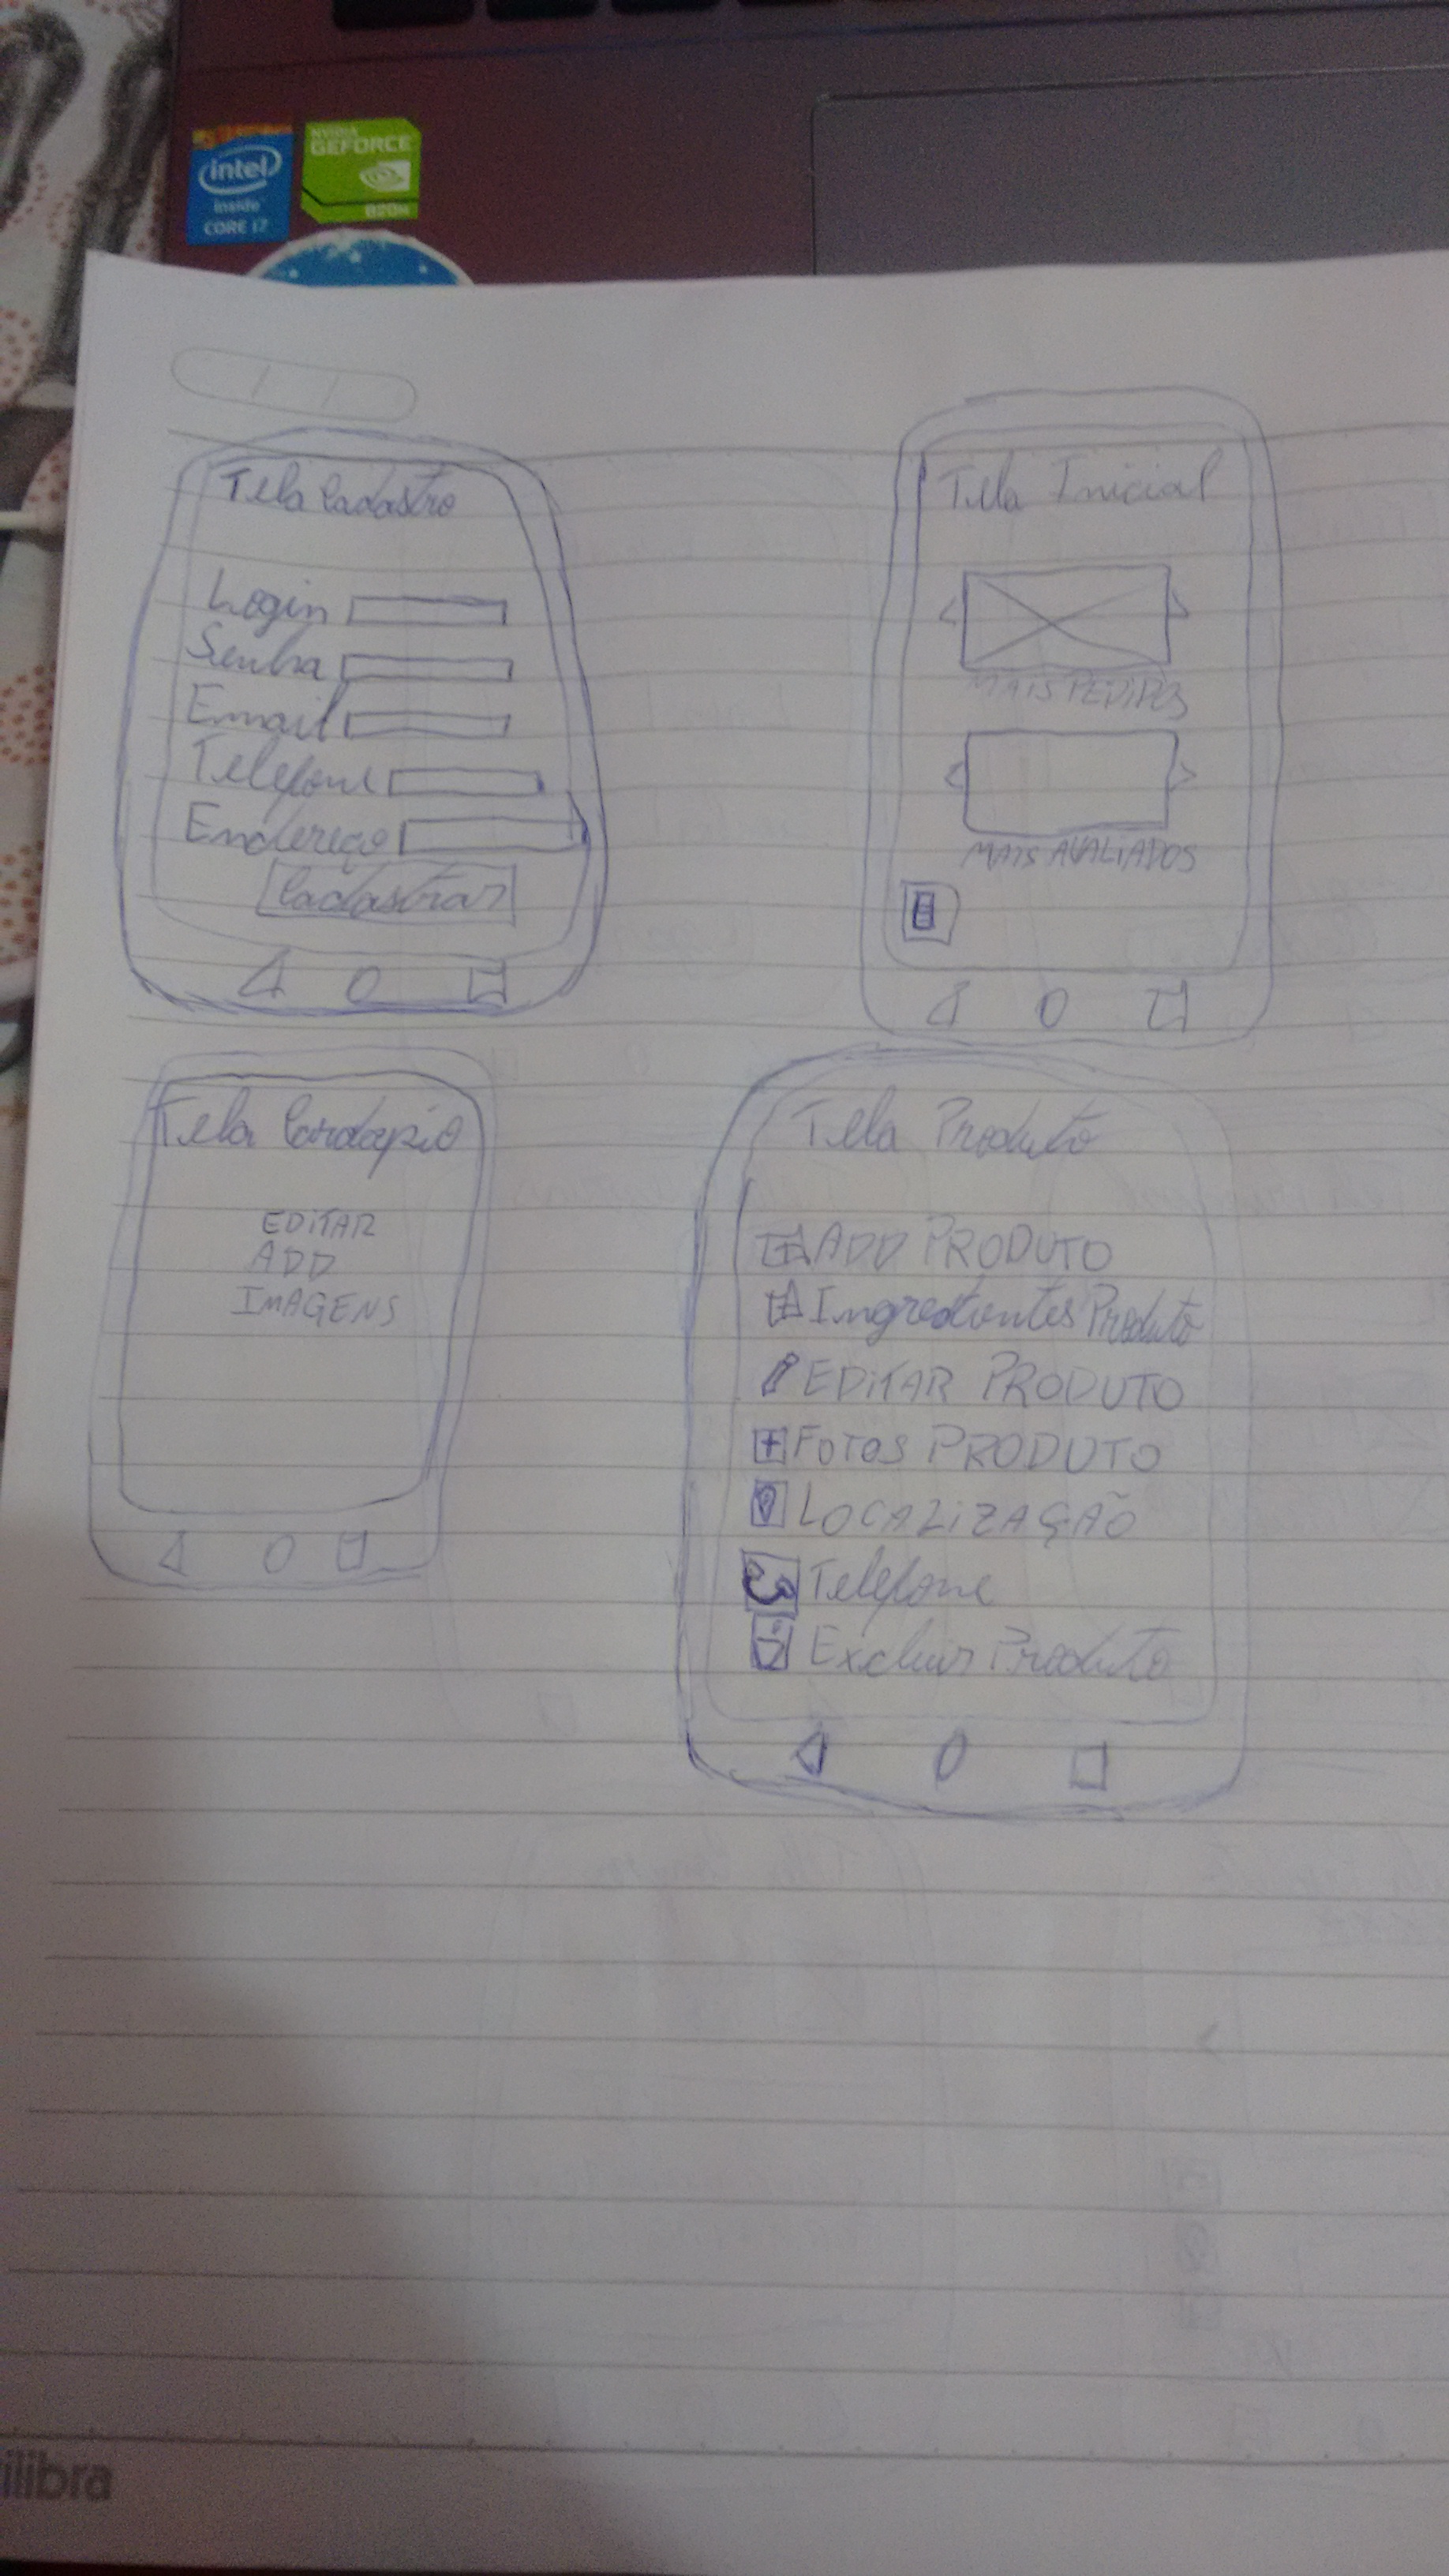 intel
inside
CORE i7
NVIDIA
GEFORCE
820M
Tela Cadastro
Login
Senha
Email
Telefone
Endereço
Cadastrar
Tela Inicial
MAIS PEDIDOS
MAIS AVALIADOS
Tela Cardapio
EDITAR
ADD
IMAGENS
Tela Produto
ADD PRODUTO
Ingredientes Produto
EDITAR PRODUTO
FOTOS PRODUTO
LOCALIZAÇÃO
Telefone
Excluir Produto
ilibra